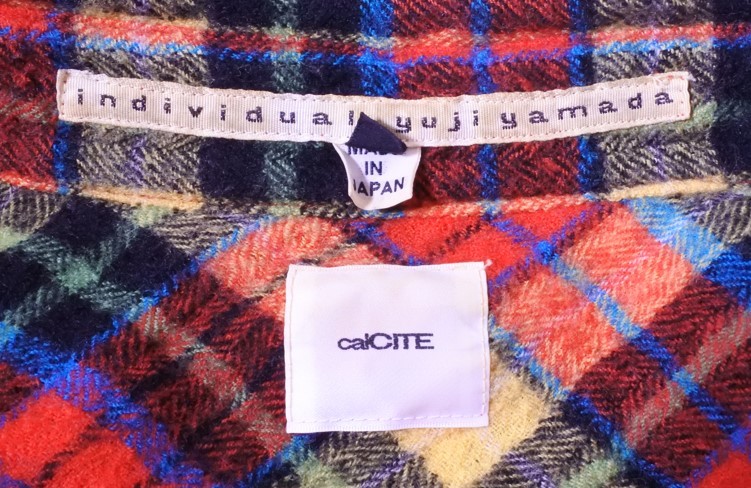 individual yuji yamada
MADE
IN
JAPAN
calCITE